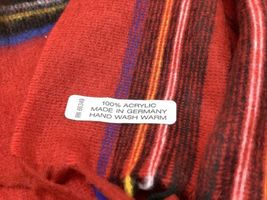 100% ACRYLIC
MADE IN GERMANY
HAND WASH WARM